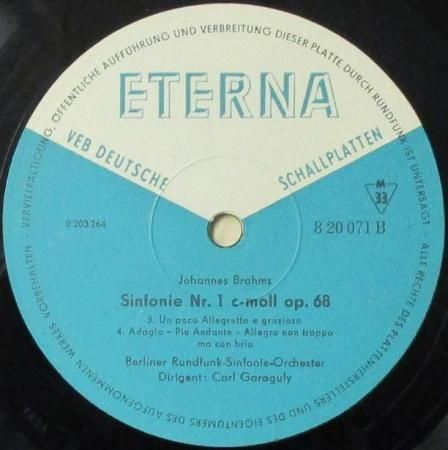 VERVIELFÄLTIGUNG, ÖFFENTLICHE AUFFÜHRUNG UND VERBREITUNG DIESER PLATTE DURCH RUNDFUNK IST UNTERSAGT · ALLE RECHTE DES PLATTENHERSTELLERS UND DES EIGENTÜMERS DES AUFGENOMMENEN WERKES VORBEHALTEN ·
ETERNA
VEB DEUTSCHE SCHALLPLATTEN
0 203 264
M
33
8 20 071 B
Johannes Brahms
Sinfonie Nr. 1 c-moll op. 68
3. Un poco Allegretto e grazioso
4. Adagio - Piu Andante - Allegro non troppo
ma con brio
Berliner Rundfunk-Sinfonie-Orchester
Dirigent: Carl Garaguly